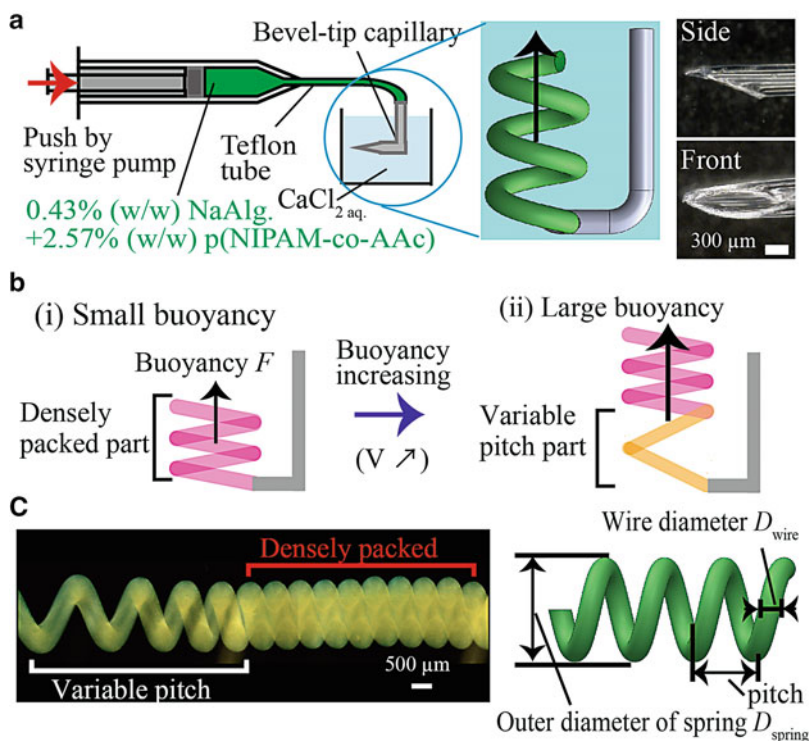 a
Bevel-tip capillary
Push by
syringe pump
Teflon
tube
CaCl2 aq.
0.43% (w/w) NaAlg.
+2.57% (w/w) p(NIPAM-co-AAc)
Side
Front
300 µm
b
(i) Small buoyancy
Buoyancy F
Densely
packed part
Buoyancy
increasing
(V ↗)
(ii) Large buoyancy
Variable
pitch part
C
Densely packed
Variable pitch
500 µm
Wire diameter Dwire
pitch
Outer diameter of spring Dspring